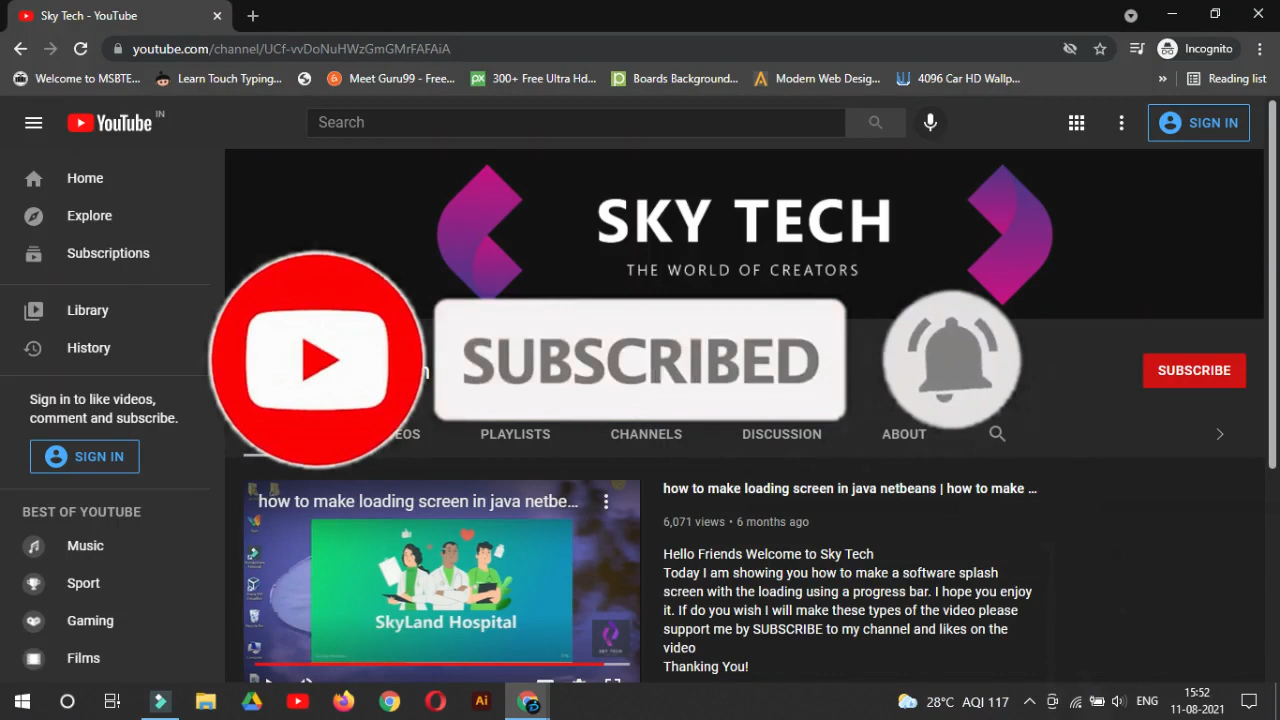 Sky Tech - YouTube
youtube.com/channel/UCf-vvDoNuHWzGmGMrFAFAiA
Incognito
Welcome to MSBTE...
Learn Touch Typing...
Meet Guru99 - Free...
300+ Free Ultra Hd...
Boards Background...
Modern Web Desig...
4096 Car HD Wallp...
»
Reading list
YouTube IN
Search
SIGN IN
Home
Explore
Subscriptions
Library
History
Sign in to like videos,
comment and subscribe.
SIGN IN
BEST OF YOUTUBE
Music
Sport
Gaming
Films
SKY TECH
THE WORLD OF CREATORS
SUBSCRIBED
SUBSCRIBE
PLAYLISTS
CHANNELS
DISCUSSION
ABOUT
how to make loading screen in java netbe...
SkyLand Hospital
SKY TECH
how to make loading screen in java netbeans | how to make ...
6,071 views • 6 months ago
Hello Friends Welcome to Sky Tech
Today I am showing you how to make a software splash
screen with the loading using a progress bar. I hope you enjoy
it. If do you wish I will make these types of the video please
support me by SUBSCRIBE to my channel and likes on the
video
Thanking You!
Ai
28°C AQI 117
ENG
15:52
11-08-2021